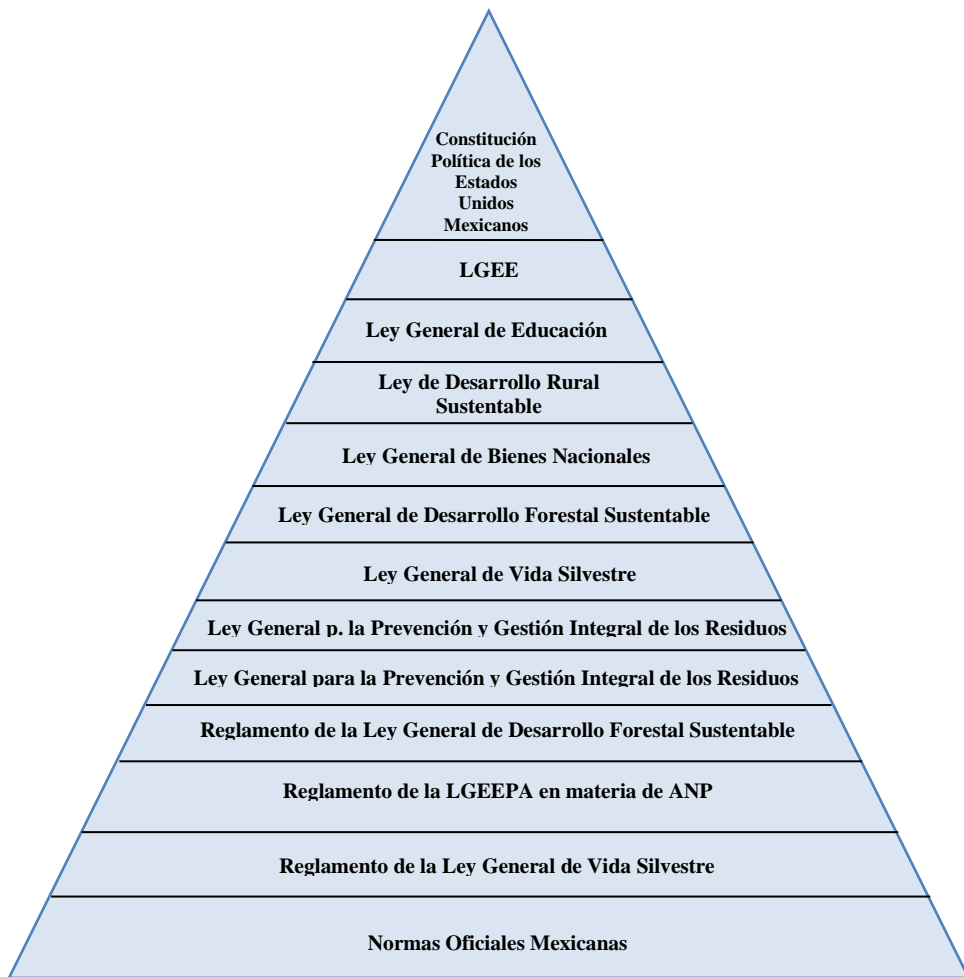 Constitución
Política de los
Estados
Unidos
Mexicanos
LGEE
Ley General de Educación
Ley de Desarrollo Rural
Sustentable
Ley General de Bienes Nacionales
Ley General de Desarrollo Forestal Sustentable
Ley General de Vida Silvestre
Ley General p. la Prevención y Gestión Integral de los Residuos
Ley General para la Prevención y Gestión Integral de los Residuos
Reglamento de la Ley General de Desarrollo Forestal Sustentable
Reglamento de la LGEEPA en materia de ANP
Reglamento de la Ley General de Vida Silvestre
Normas Oficiales Mexicanas